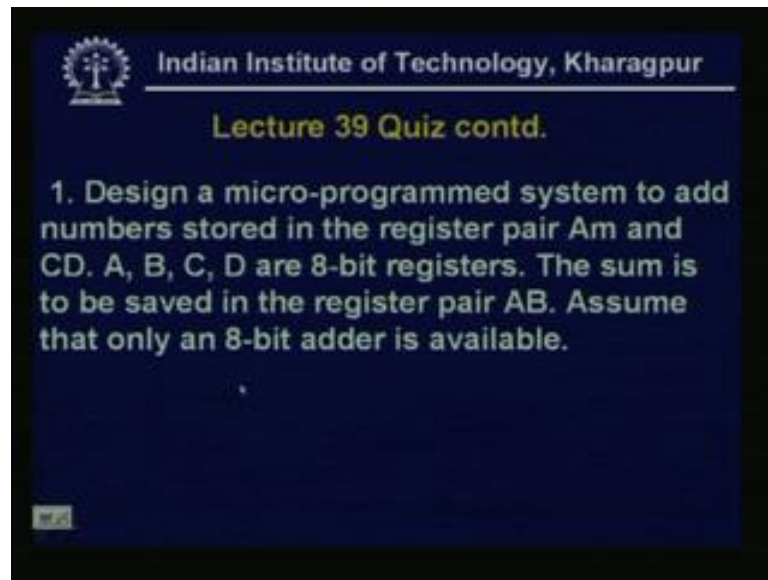 Indian Institute of Technology, Kharagpur
Lecture 39 Quiz contd.
1. Design a micro-programmed system to add
numbers stored in the register pair Am and
CD. A, B, C, D are 8-bit registers. The sum is
to be saved in the register pair AB. Assume
that only an 8-bit adder is available.